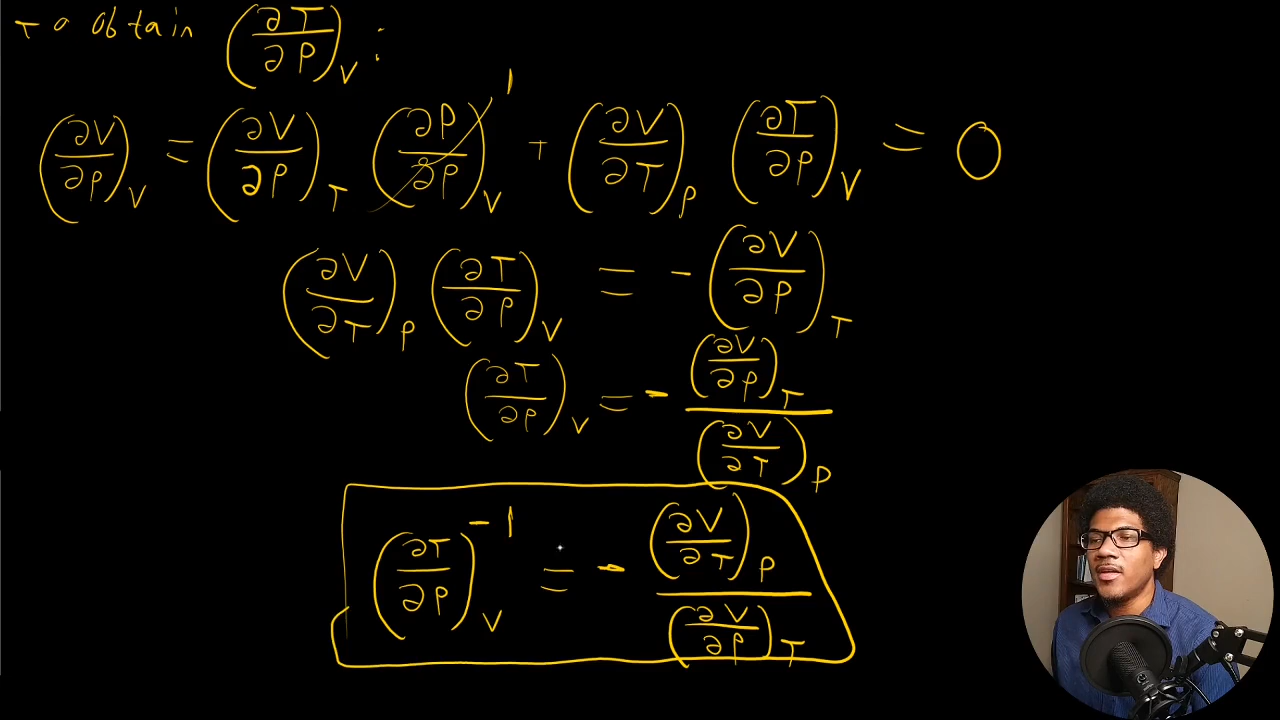 To obtain (∂T/∂P)_V :
(∂V/∂P)_V = (∂V/∂P)_T (∂P/∂P)_V 1 + (∂V/∂T)_P (∂T/∂P)_V = 0
(∂V/∂T)_P (∂T/∂P)_V = - (∂V/∂P)_T
(∂T/∂P)_V = - (∂V/∂P)_T / (∂V/∂T)_P
(∂T/∂P)_V^-1 = - (∂V/∂T)_P / (∂V/∂P)_T